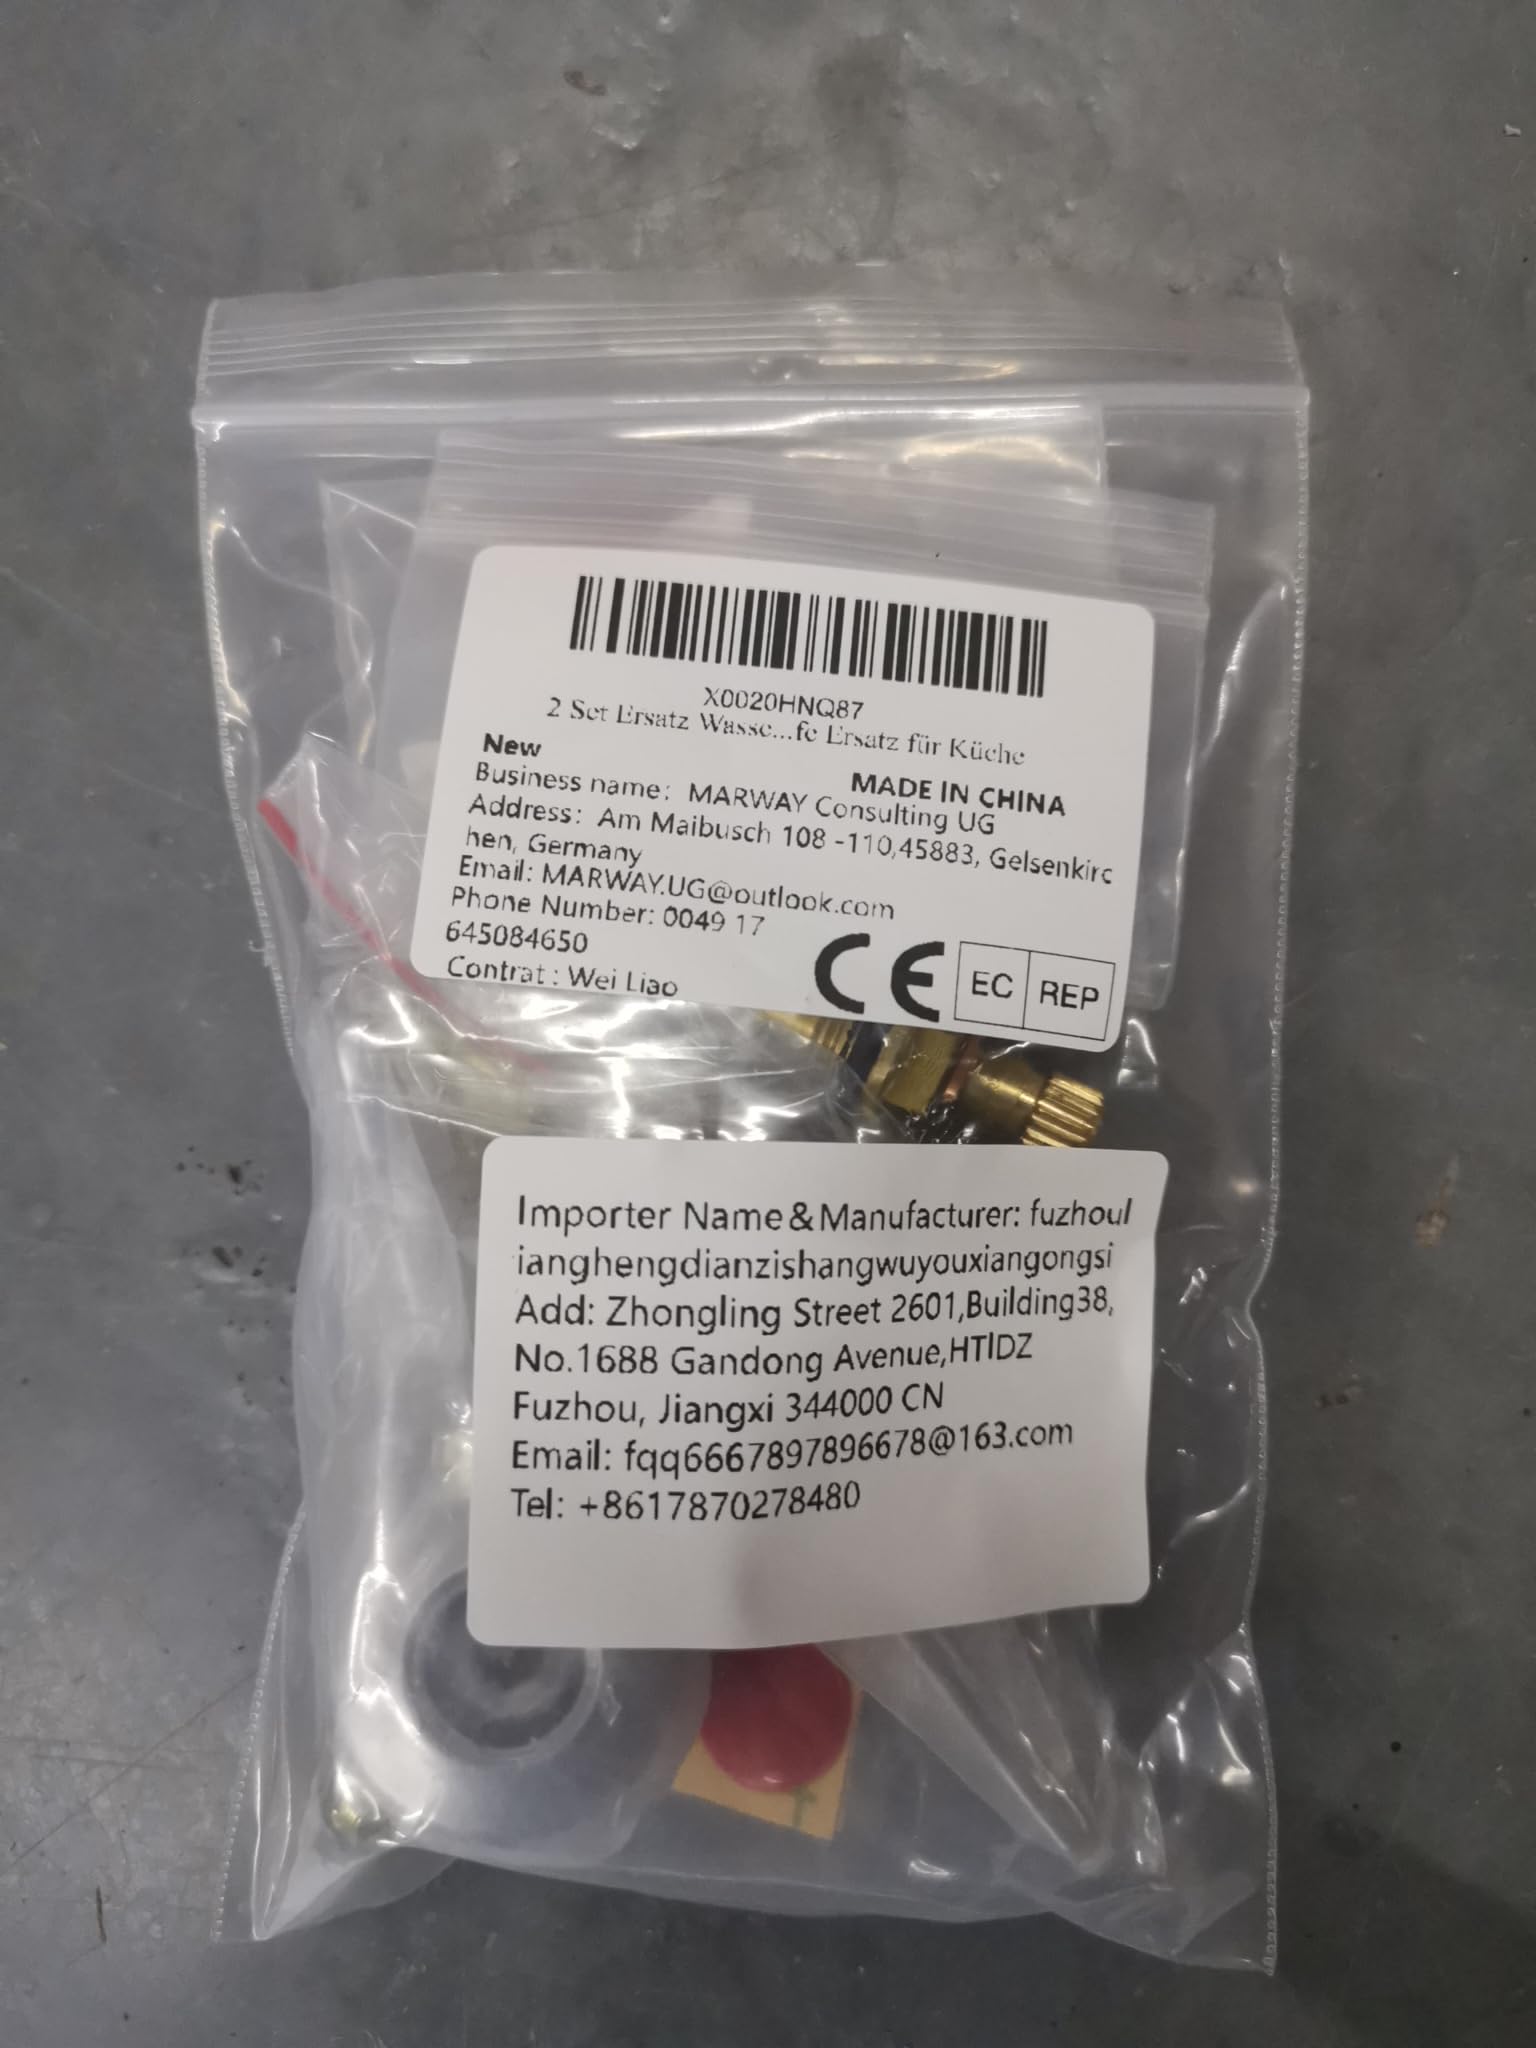 X0020HNQ87
2 Set Ersatz Wasse...fe Ersatz für Küche
New
MADE IN CHINA
Business name: MARWAY Consulting UG
Address: Am Maibusch 108 -110,45883, Gelsenkirc
hen, Germany
Email: MARWAY.UG@outlook.com
Phone Number: 0049 17
645084650
Contrat : Wei Liao
CE
EC REP
Importer Name&Manufacturer: fuzhoul
ianghengdianzishangwuyouxiangongsi
Add: Zhongling Street 2601,Building38,
No.1688 Gandong Avenue,HTIDZ
Fuzhou, Jiangxi 344000 CN
Email: fqq6667897896678@163.com
Tel: +8617870278480